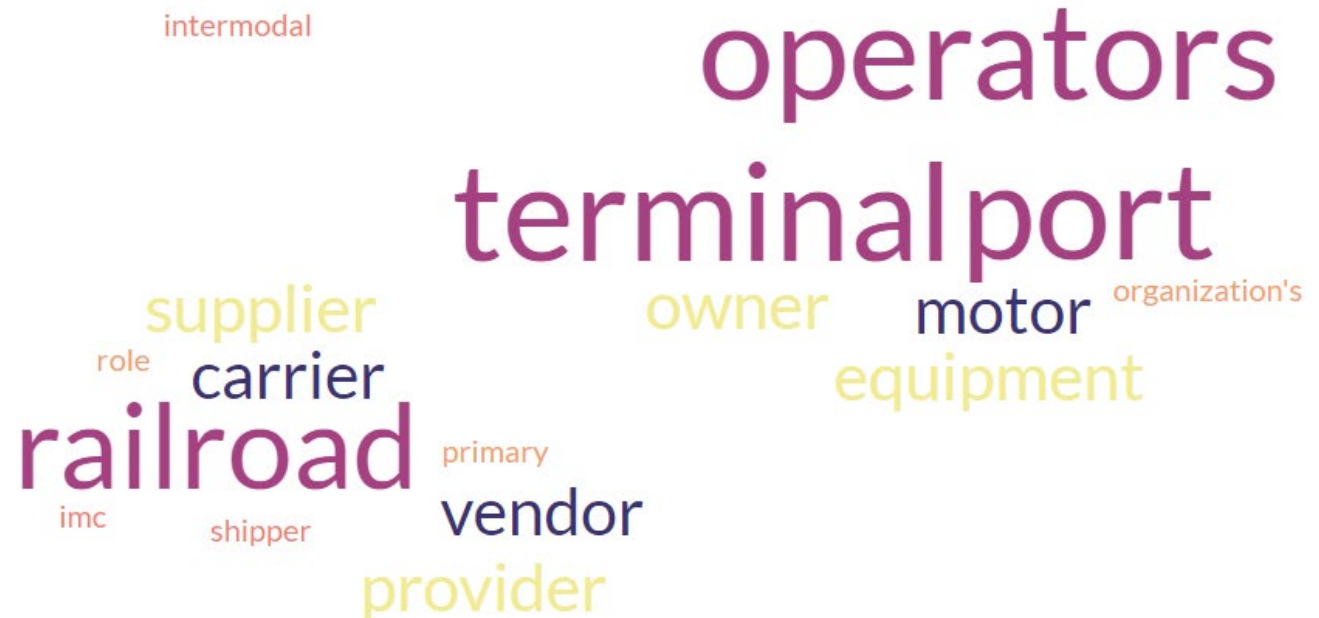 intermodal
operators
terminal port
supplier owner motor organization's
role carrier equipment
railroad primary
imc shipper vendor
provider